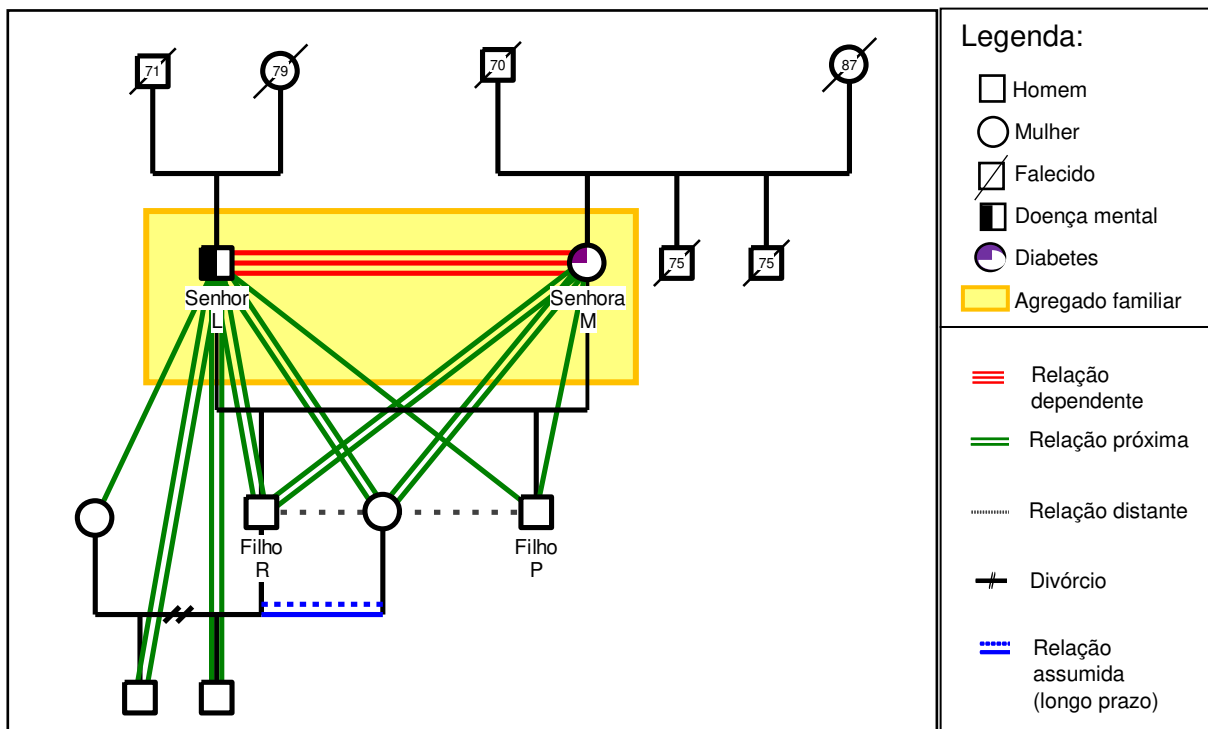 71
79
70
87
75
75
Senhor
L
Senhora
M
Filho
R
Filho
P
Legenda:
Homem
Mulher
Falecido
Doença mental
Diabetes
Agregado familiar
Relação
dependente
Relação próxima
Relação distante
Divórcio
Relação
assumida
(longo prazo)